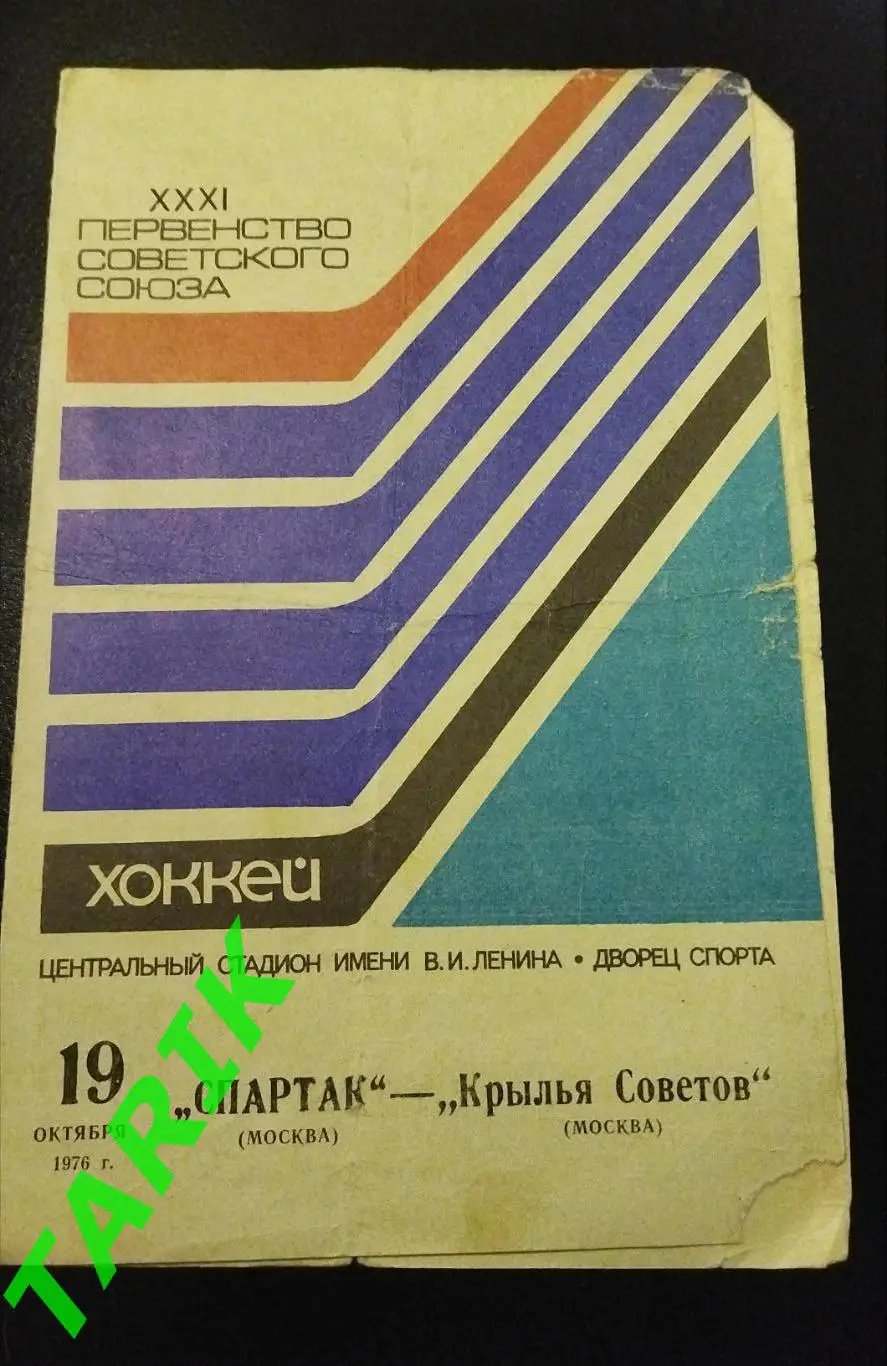 XXXI
ПЕРВЕНСТВО
СОВЕТСКОГО
СОЮЗА
ХОККЕЙ
ЦЕНТРАЛЬНЫЙ СТАДИОН ИМЕНИ В.И.ЛЕНИНА • ДВОРЕЦ СПОРТА
19
ОКТЯБРЯ
1976 г.
„СПАРТАК“ — „Крылья Советов“
(МОСКВА) (МОСКВА)
TARIK